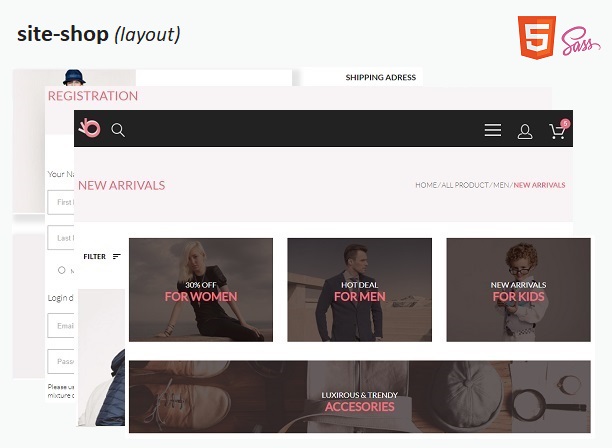 site-shop (layout)
5
Sass
SHIPPING ADRESS
REGISTRATION
6
NEW ARRIVALS
HOME / ALL PRODUCT / MEN / NEW ARRIVALS
Your
First
Last
FILTER
30% OFF
FOR WOMEN
HOT DEAL
FOR MEN
NEW ARRIVALS
FOR KIDS
Login d
Email
Passw
Please us
mixture o
LUXIROUS & TRENDY
ACCESORIES